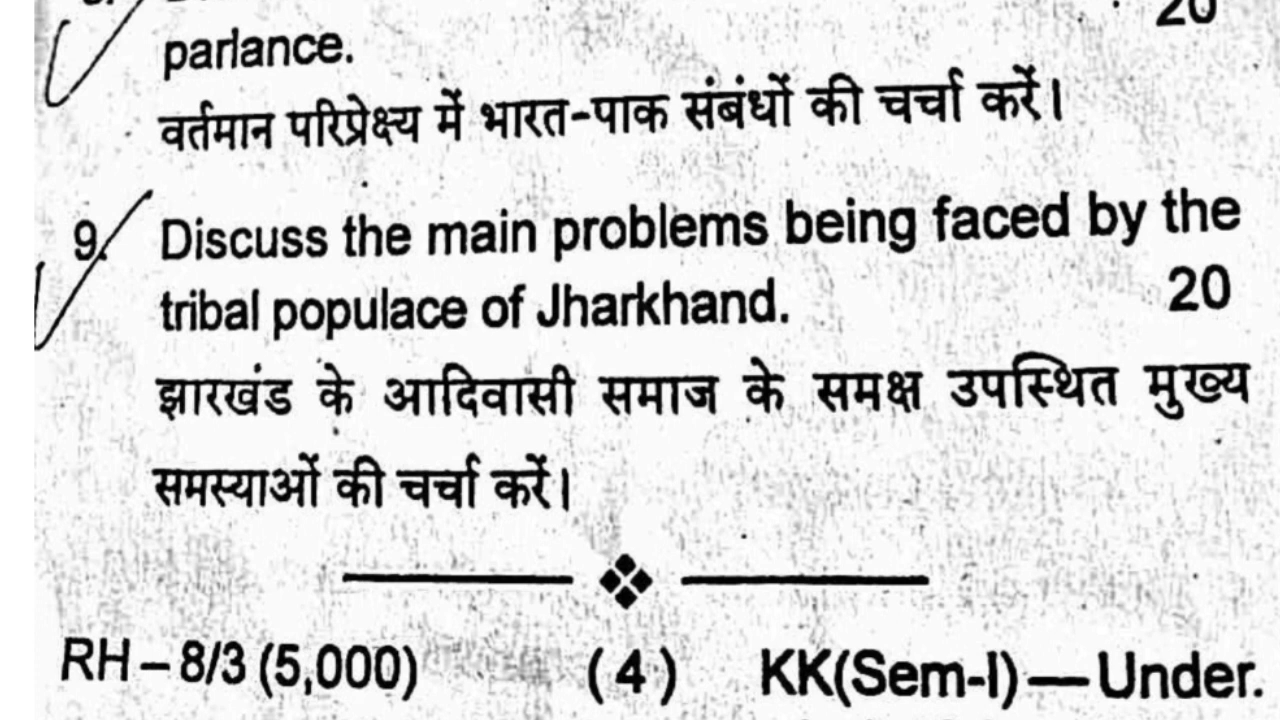 20
parlance.
वर्तमान परिप्रेक्ष्य में भारत-पाक संबंधों की चर्चा करें।
9. Discuss the main problems being faced by the
tribal populace of Jharkhand. 20
झारखंड के आदिवासी समाज के समक्ष उपस्थित मुख्य
समस्याओं की चर्चा करें।
RH – 8/3 (5,000) (4) KK(Sem-I) — Under.